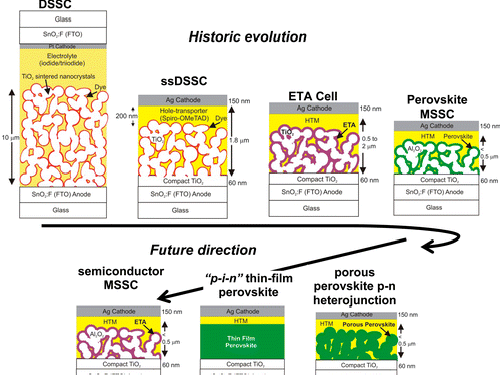 DSSC
Glass
SnO₂:F (FTO)
Pt Cathode
Electrolyte
(iodide/triiodide)
TiO₂ sintered nanocrystals
Dye
10 μm
SnO₂:F (FTO) Anode
Glass
Historic evolution
ssDSSC
Ag Cathode
150 nm
Hole-transporter
(Spiro-OMeTAD)
200 nm
Dye
TiO₂
1.8 μm
Compact TiO₂
60 nm
SnO₂:F (FTO) Anode
Glass
ETA Cell
Ag Cathode
150 nm
HTM
ETA
TiO₂
0.5 to
2 μm
Compact TiO₂
60 nm
SnO₂:F (FTO) Anode
Glass
Perovskite
MSSC
Ag Cathode
150 nm
HTM
Perovskite
Al₂O₃
<
0.5 μm
Compact TiO₂
60 nm
SnO₂:F (FTO) Anode
Glass
Future direction
semiconductor
MSSC
Ag Cathode
150 nm
HTM
ETA
Al₂O₃
<
0.5 μm
Compact TiO₂
60 nm
“p-i-n” thin-film
perovskite
Ag Cathode
HTM
Thin Film
Perovskite
Compact TiO₂
porous
perovskite p-n
heterojunction
Ag Cathode
150 nm
HTM
Porous Perovskite
<
0.5 μm
Compact TiO₂
60 nm